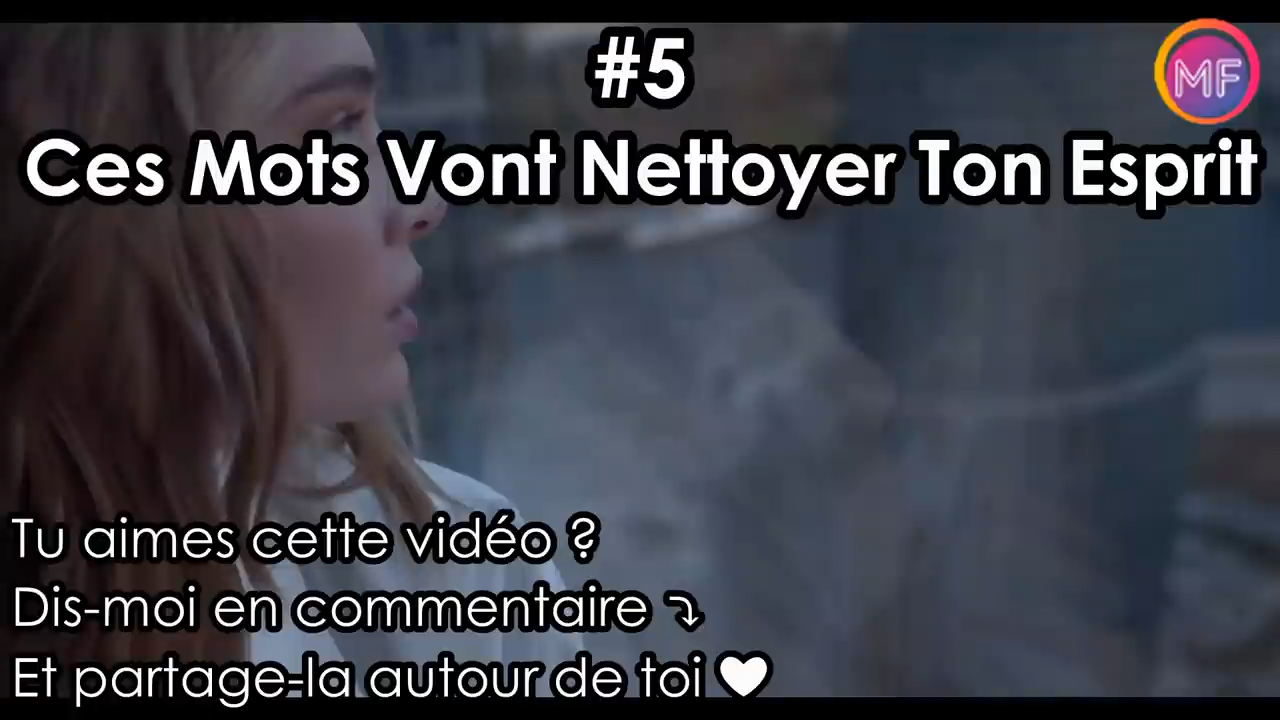 #5
MF
Ces Mots Vont Nettoyer Ton Esprit
Tu aimes cette vidéo ?
Dis-moi en commentaire ⤵
Et partage-la autour de toi ♥